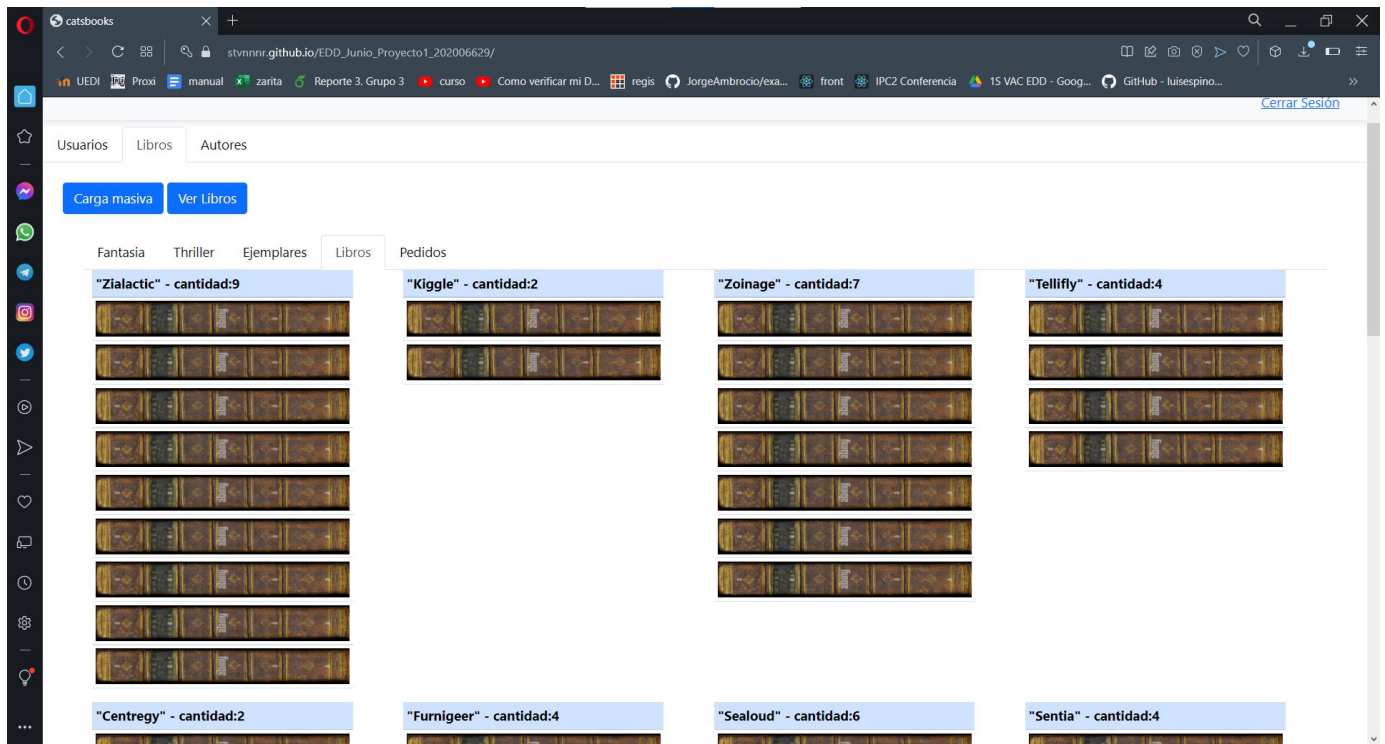 catsbooks
stvnnnr.github.io/EDD_Junio_Proyecto1_202006629/
UEDI Proxi manual zarita Reporte 3. Grupo 3 curso Como verificar mi D... regis JorgeAmbrocio/exa... front IPC2 Conferencia 1S VAC EDD - Goog... GitHub - luisespino...
Cerrar Sesión
Usuarios Libros Autores
Carga masiva Ver Libros
Fantasia Thriller Ejemplares Libros Pedidos
"Zialactic" - cantidad:9 "Kiggle" - cantidad:2 "Zoinage" - cantidad:7 "Tellifly" - cantidad:4
"Centregy" - cantidad:2 "Furnigeer" - cantidad:4 "Sealoud" - cantidad:6 "Sentia" - cantidad:4